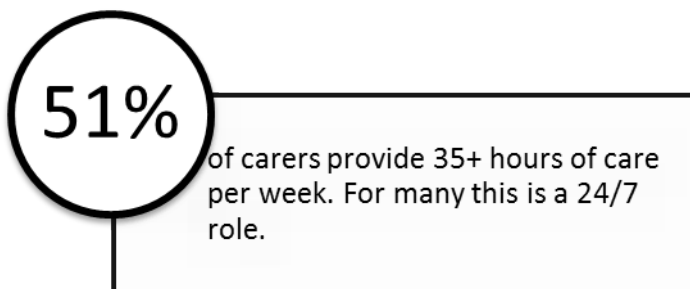 51%
of carers provide 35+ hours of care
per week. For many this is a 24/7
role.